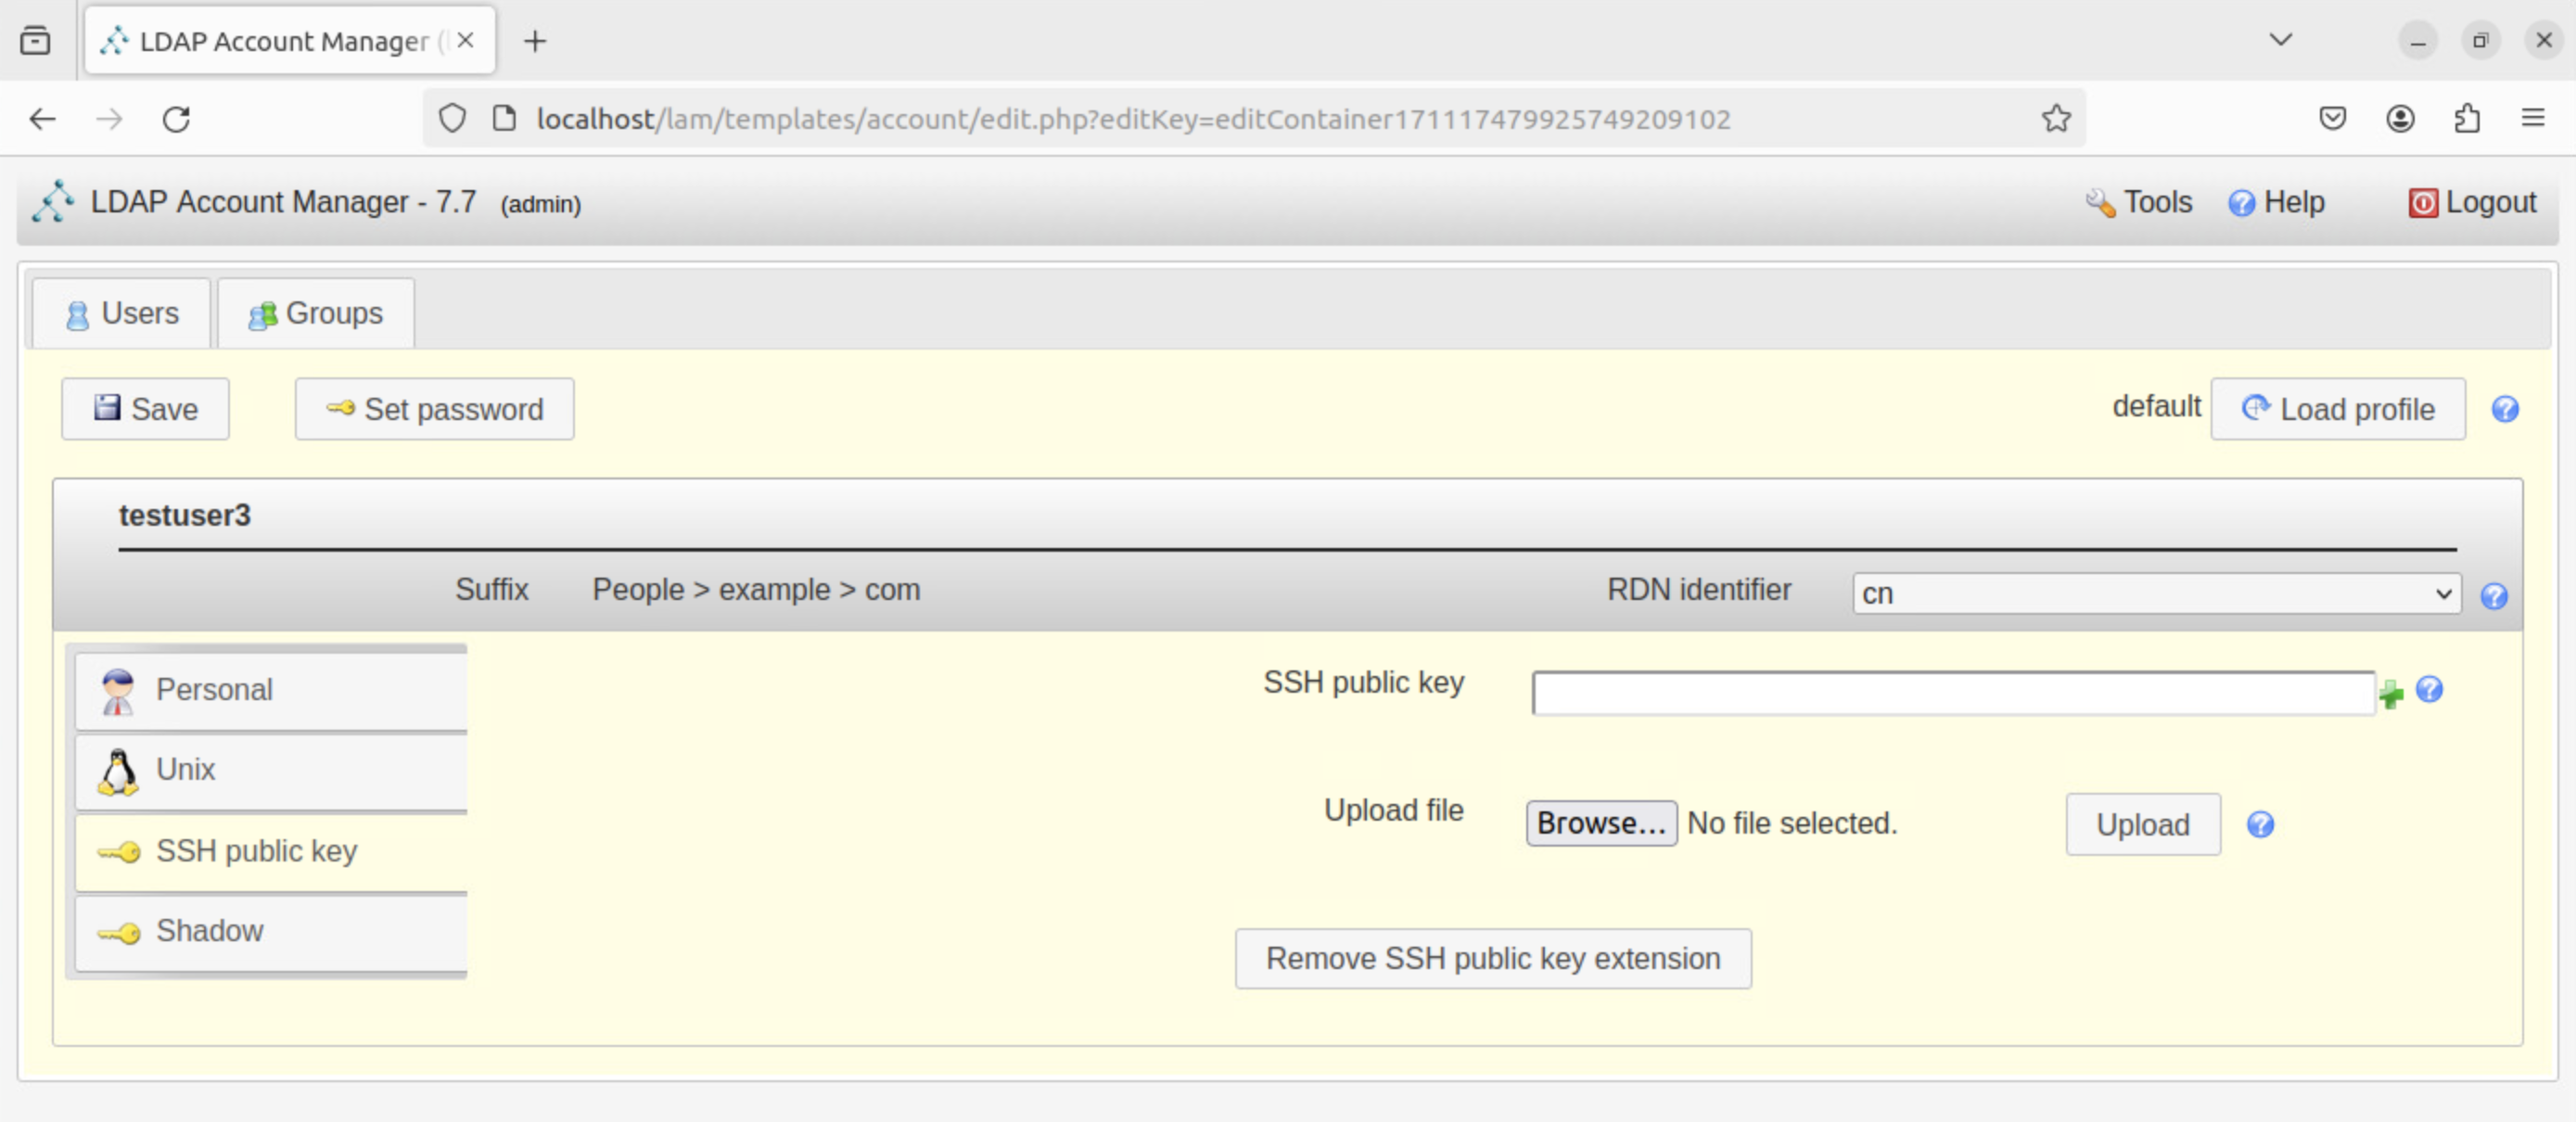 LDAP Account Manager (
localhost/lam/templates/account/edit.php?editKey=editContainer171117479925749209102
LDAP Account Manager - 7.7 (admin) Tools Help Logout
Users Groups
Save Set password default Load profile
testuser3
Suffix People > example > com RDN identifier cn
Personal SSH public key
Unix
Upload file Browse... No file selected. Upload
SSH public key
Shadow
Remove SSH public key extension